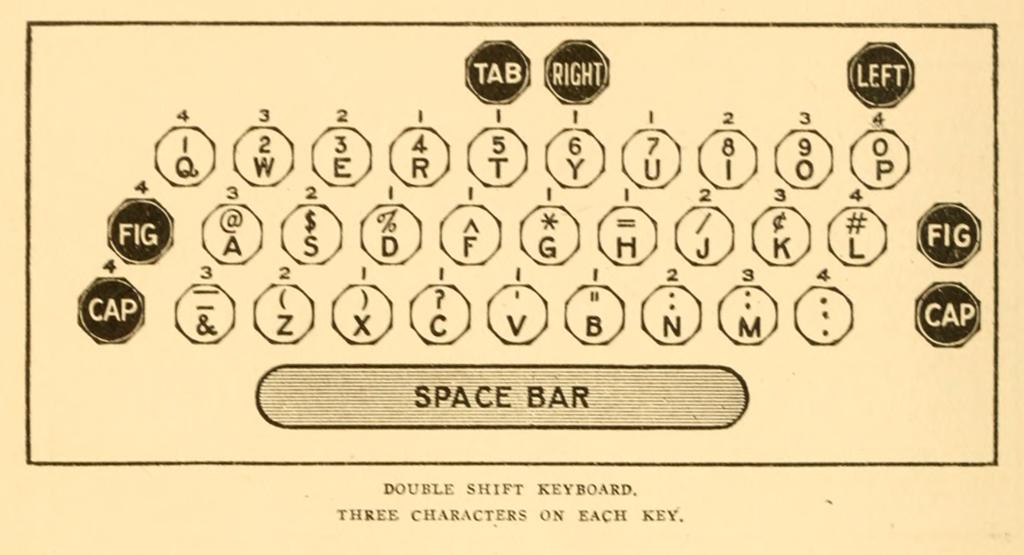 TAB RIGHT LEFT
4 3 2 1 1 1 1 2 3 4
1 2 3 4 5 6 7 8 9 0
Q W E R T Y U I O P
4 3 2 1 1 1 1 2 3 4
@ $ % ^ * = / ¢ #
FIG A S D F G H J K L FIG
4 3 2 1 1 1 1 2 3 4
— ( ) ? ' "
CAP & Z X C V B N M CAP
SPACE BAR
DOUBLE SHIFT KEYBOARD.
THREE CHARACTERS ON EACH KEY.